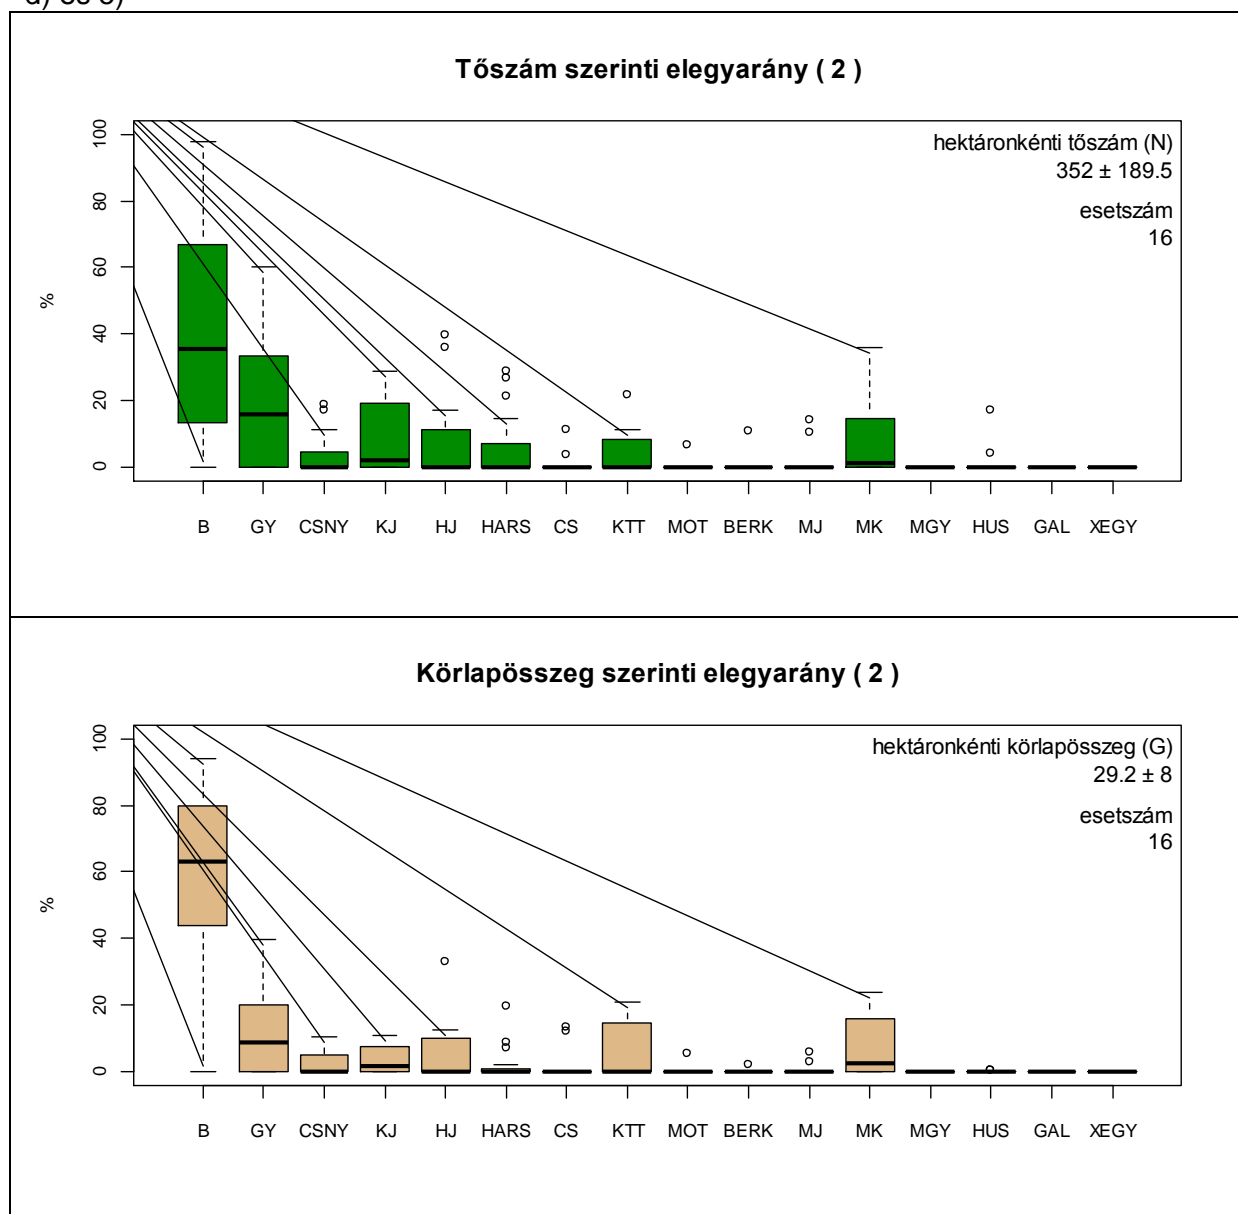 Tőszám szerinti elegyarány ( 2 )
hektáronkénti tőszám (N)
352 ± 189.5
esetszám
16
%
100
80
60
40
20
0
B GY CSNY KJ HJ HARS CS KTT MOT BERK MJ MK MGY HUS GAL XEGY
Körlapösszeg szerinti elegyarány ( 2 )
hektáronkénti körlapösszeg (G)
29.2 ± 8
esetszám
16
%
100
80
60
40
20
0
B GY CSNY KJ HJ HARS CS KTT MOT BERK MJ MK MGY HUS GAL XEGY